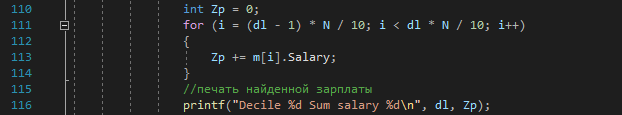 110 int Zp = 0;
111 for (i = (dl - 1) * N / 10; i < dl * N / 10; i++)
112 {
113 Zp += m[i].Salary;
114 }
115 //печать найденной зарплаты
116 printf("Decile %d Sum salary %d\n", dl, Zp);